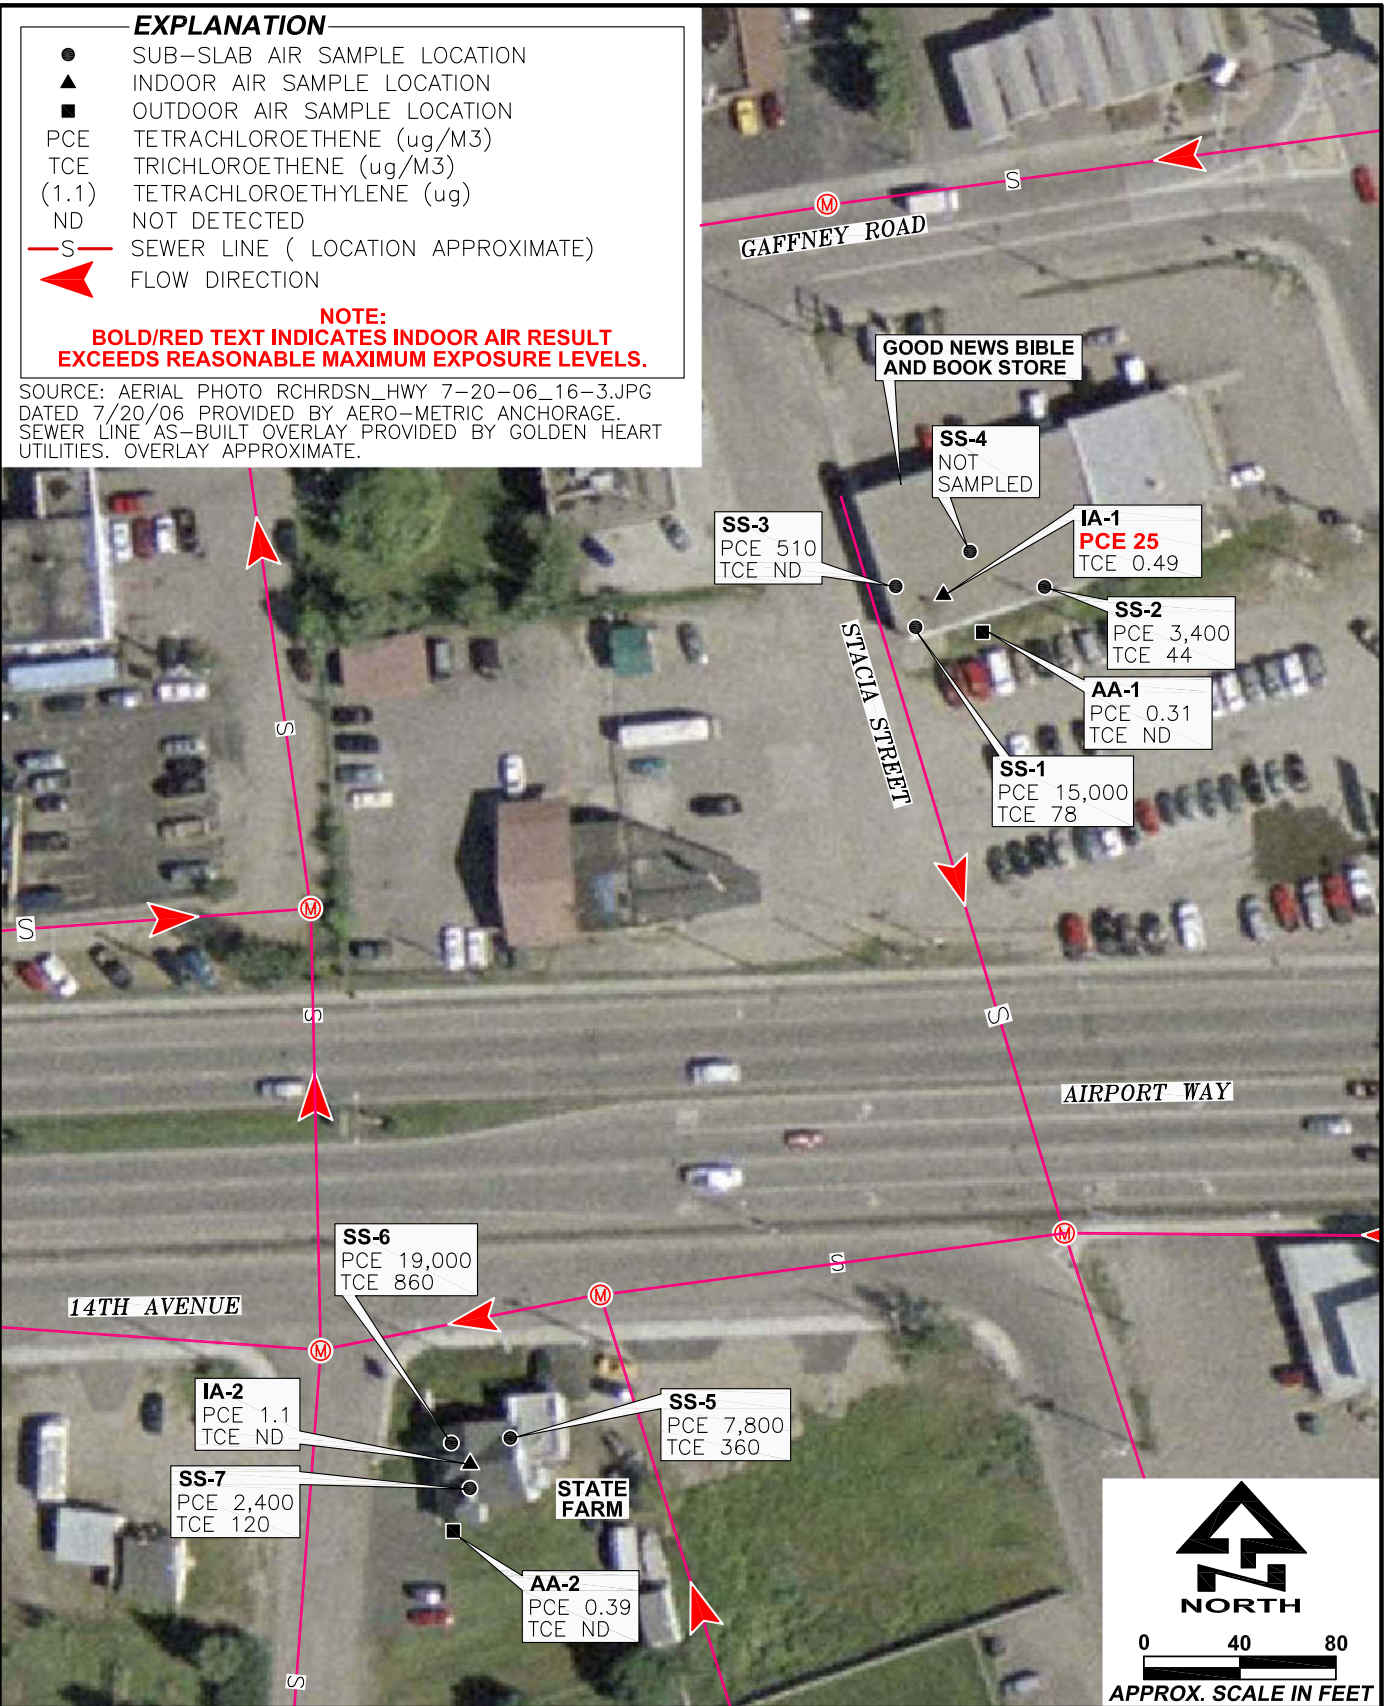 EXPLANATION
SUB-SLAB AIR SAMPLE LOCATION
INDOOR AIR SAMPLE LOCATION
OUTDOOR AIR SAMPLE LOCATION
PCE TETRACHLOROETHENE (ug/M3)
TCE TRICHLOROETHENE (ug/M3)
(1.1) TETRACHLOROETHYLENE (ug)
ND NOT DETECTED
S SEWER LINE ( LOCATION APPROXIMATE)
FLOW DIRECTION
NOTE:
BOLD/RED TEXT INDICATES INDOOR AIR RESULT
EXCEEDS REASONABLE MAXIMUM EXPOSURE LEVELS.
SOURCE: AERIAL PHOTO RCHRDSN_HWY 7-20-06_16-3.JPG
DATED 7/20/06 PROVIDED BY AERO-METRIC ANCHORAGE.
SEWER LINE AS-BUILT OVERLAY PROVIDED BY GOLDEN HEART
UTILITIES. OVERLAY APPROXIMATE.
S
M
GAFFNEY ROAD
GOOD NEWS BIBLE
AND BOOK STORE
SS-4
NOT
SAMPLED
SS-3
PCE 510
TCE ND
IA-1
PCE 25
TCE 0.49
SS-2
PCE 3,400
TCE 44
AA-1
PCE 0.31
TCE ND
SS-1
PCE 15,000
TCE 78
STACIA STREET
S
M
S
S
S
AIRPORT WAY
M
S
M
SS-6
PCE 19,000
TCE 860
14TH AVENUE
M
IA-2
PCE 1.1
TCE ND
SS-5
PCE 7,800
TCE 360
SS-7
PCE 2,400
TCE 120
STATE
FARM
AA-2
PCE 0.39
TCE ND
S
NORTH
0 40 80
APPROX. SCALE IN FEET